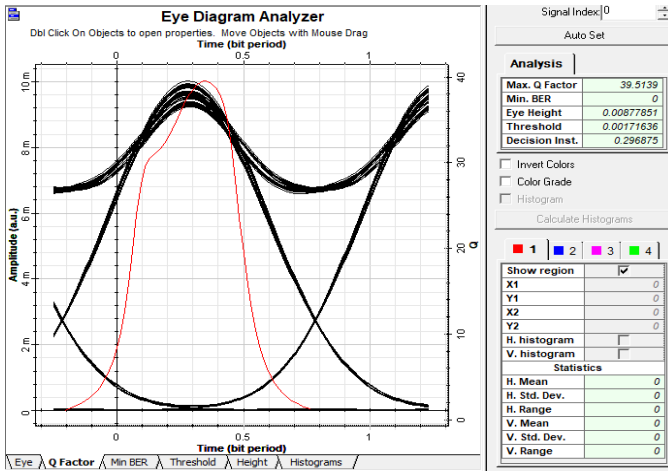 Eye Diagram Analyzer
Dbl Click On Objects to open properties. Move Objects with Mouse Drag
Time (bit period)
0 0.5 1
Amplitude (a.u.)
10 m
8 m
6 m
4 m
2 m
0
Q
40
30
20
10
0
0 0.5 1
Time (bit period)
Eye Q Factor Min BER Threshold Height Histograms
Signal Index: 0
Auto Set
Analysis
Max. Q Factor 39.5139
Min. BER 0
Eye Height 0.00877851
Threshold 0.00171636
Decision Inst. 0.296875
Invert Colors
Color Grade
Histogram
Calculate Histograms
1 2 3 4
Show region
X1 0
Y1 0
X2 0
Y2 0
H. histogram
V. histogram
Statistics
H. Mean 0
H. Std. Dev. 0
H. Range 0
V. Mean 0
V. Std. Dev. 0
V. Range 0